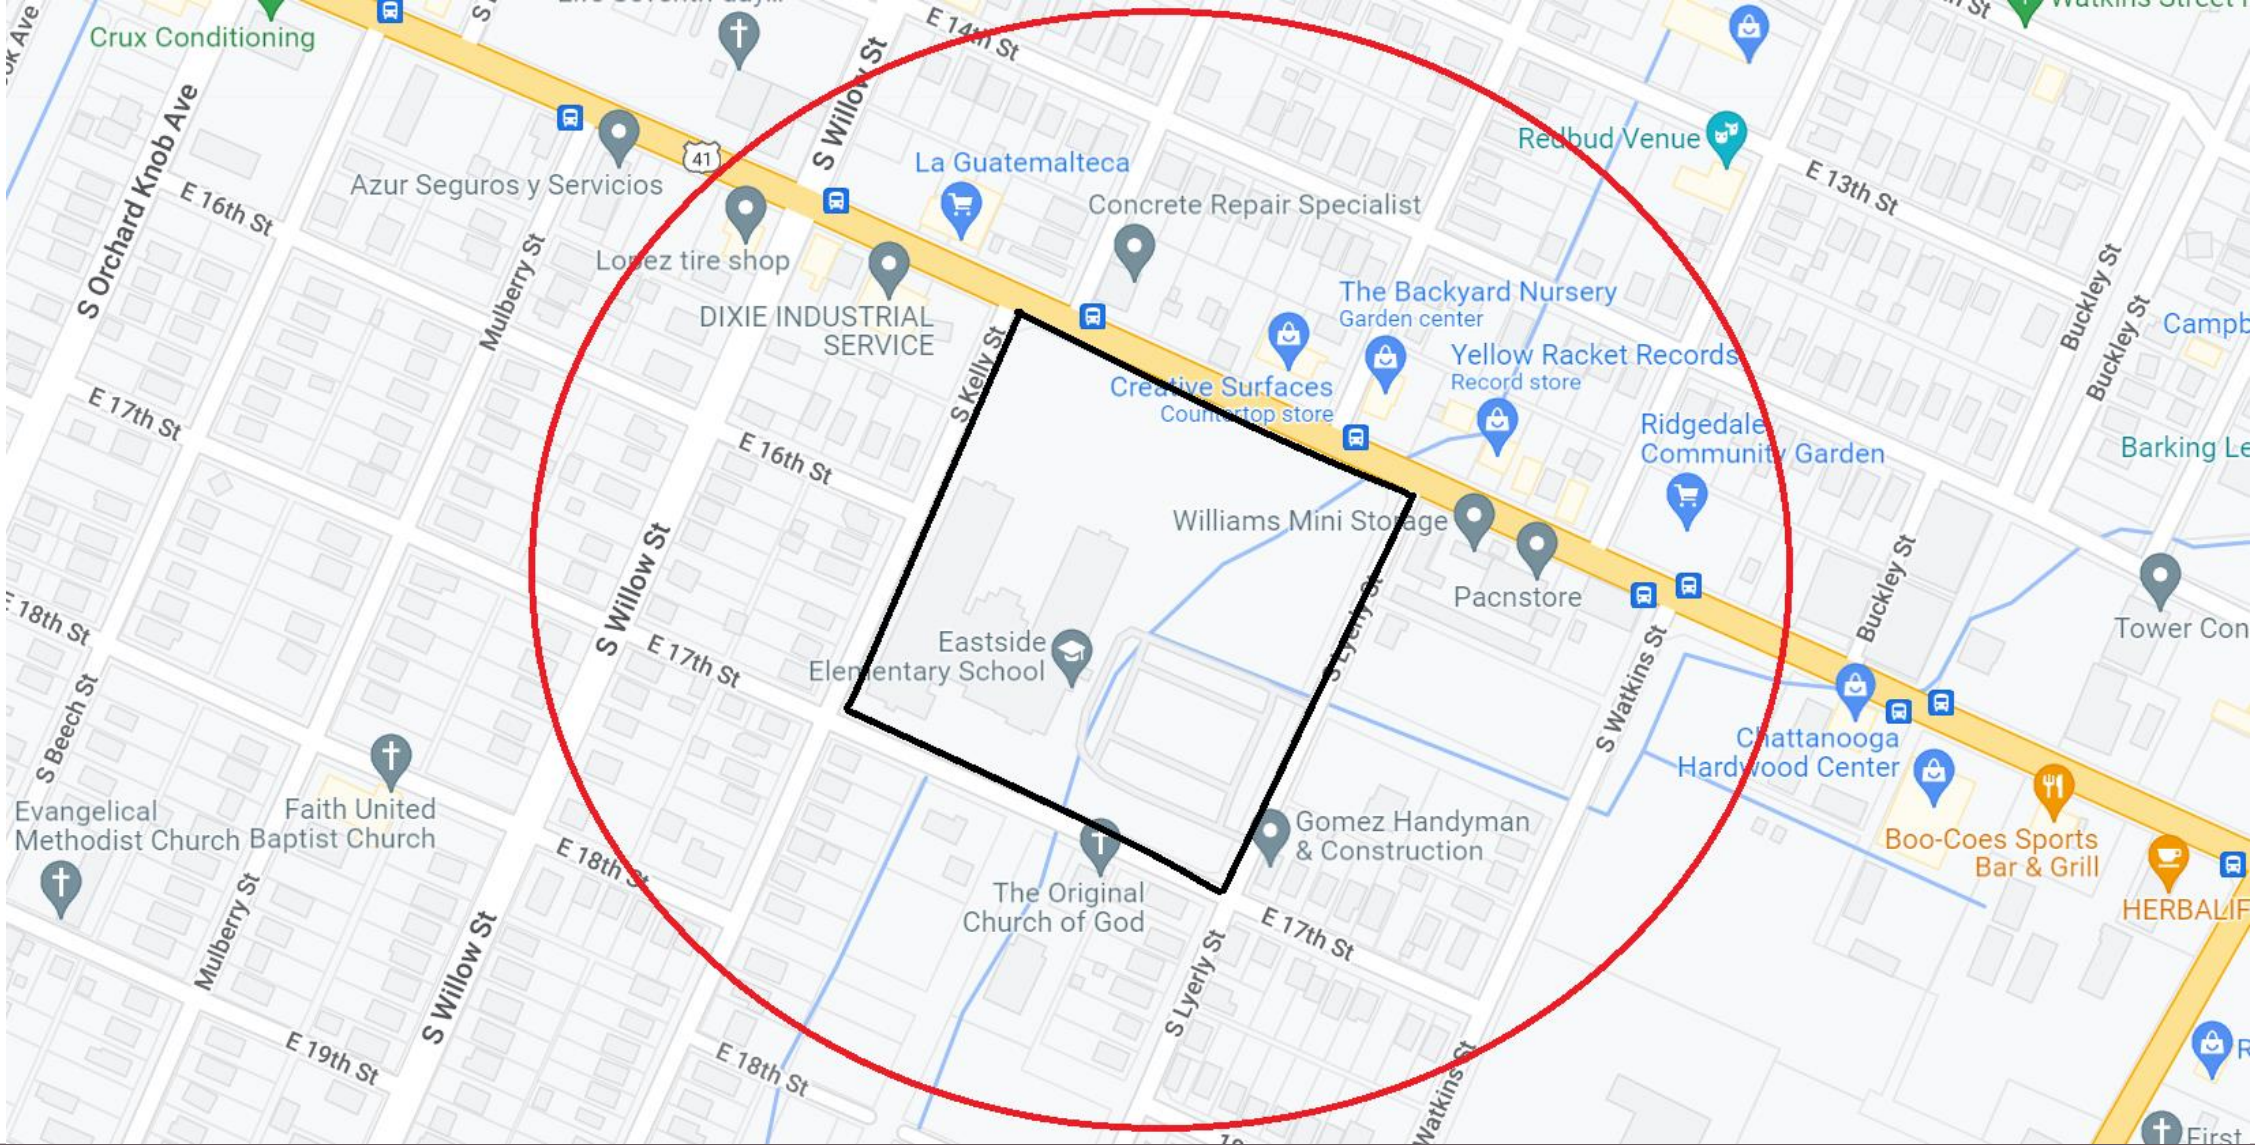 Crux Conditioning
S Willow St
E 14th St
Watkins Street
S Orchard Knob Ave
41
La Guatemalteca
Redbud Venue
E 13th St
Azur Seguros y Servicios
E 16th St
Concrete Repair Specialist
Mulberry St
Lopez tire shop
DIXIE INDUSTRIAL
SERVICE
The Backyard Nursery
Garden center
Buckley St
Buckley St
S Kelly St
Creative Surfaces
Countertop store
Yellow Racket Records
Record store
E 17th St
E 16th St
Ridgedale
Community Garden
Williams Mini Storage
Pacnstore
S Willow St
E 17th St
E 18th St
Eastside
Elementary School
S Lyerly St
S Watkins St
Buckley St
S Beech St
Chattanooga
Hardwood Center
Evangelical
Methodist Church
Faith United
Baptist Church
E 18th St
The Original
Church of God
Gomez Handyman
& Construction
Boo-Coes Sports
Bar & Grill
Mulberry St
S Willow St
E 17th St
S Lyerly St
E 19th St
E 18th St
Watkins St
First